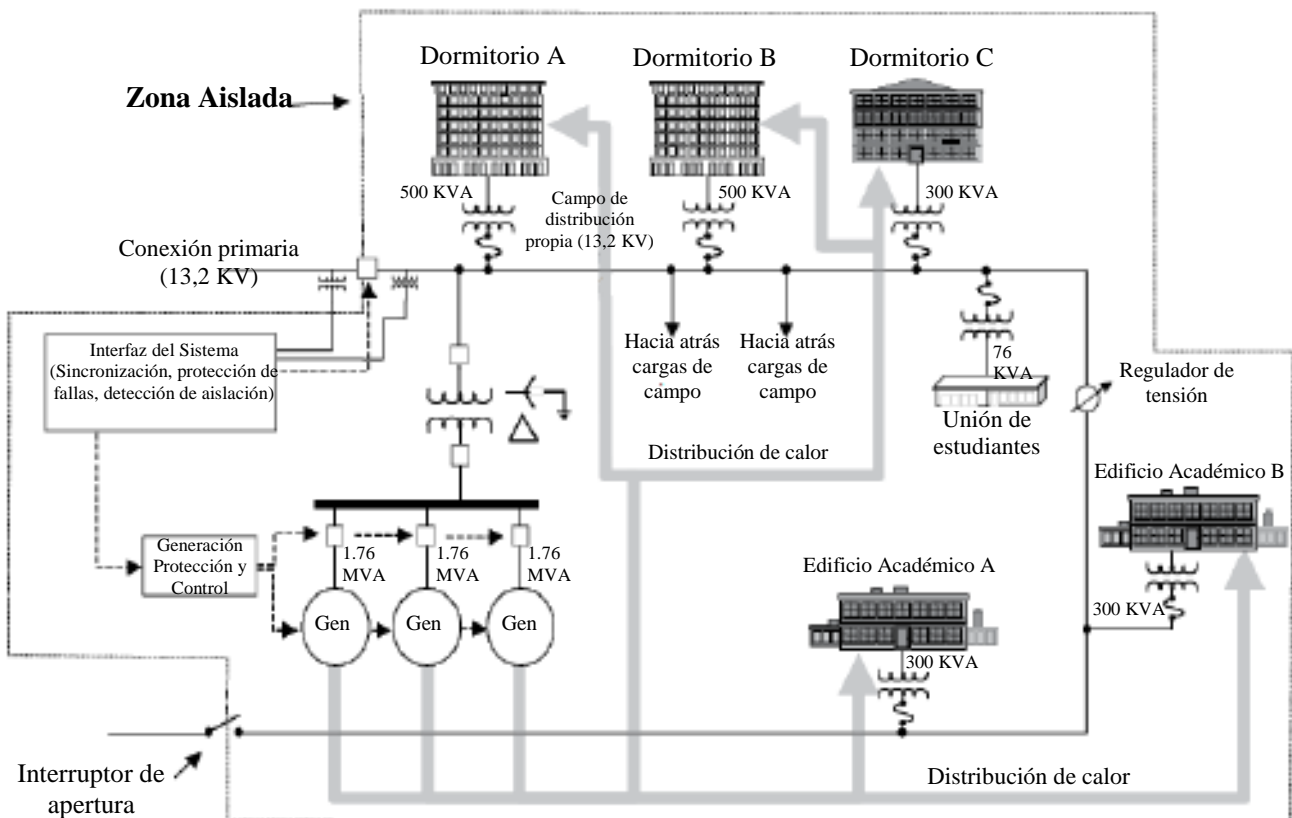 Dormitorio A
Dormitorio B
Dormitorio C
Zona Aislada
500 KVA
Campo de
distribución
propia (13,2 KV)
500 KVA
300 KVA
Conexión primaria
(13,2 KV)
Interfaz del Sistema
(Sincronización, protección de
fallas, detección de aislación)
Hacia atrás
cargas de
campo
Hacia atrás
cargas de
campo
76
KVA
Unión de
estudiantes
Regulador de
tensión
Distribución de calor
Edificio Académico B
300 KVA
Generación
Protección y
Control
1.76
MVA
1.76
MVA
1.76
MVA
Gen
Gen
Gen
Edificio Académico A
300 KVA
Interruptor de
apertura
Distribución de calor